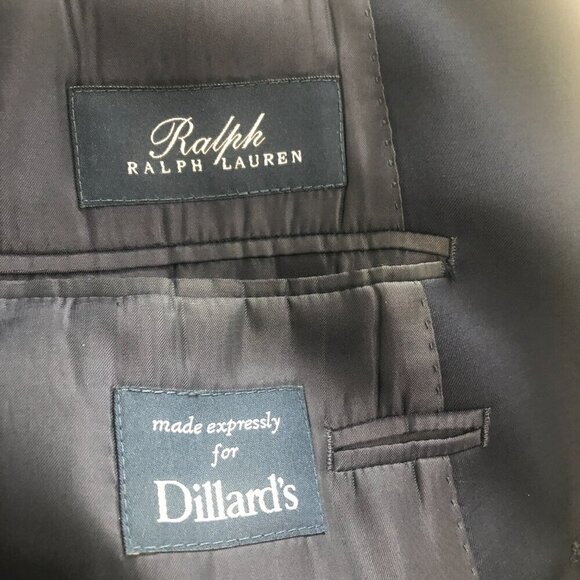 Ralph
RALPH LAUREN
made expressly
for
Dillard's